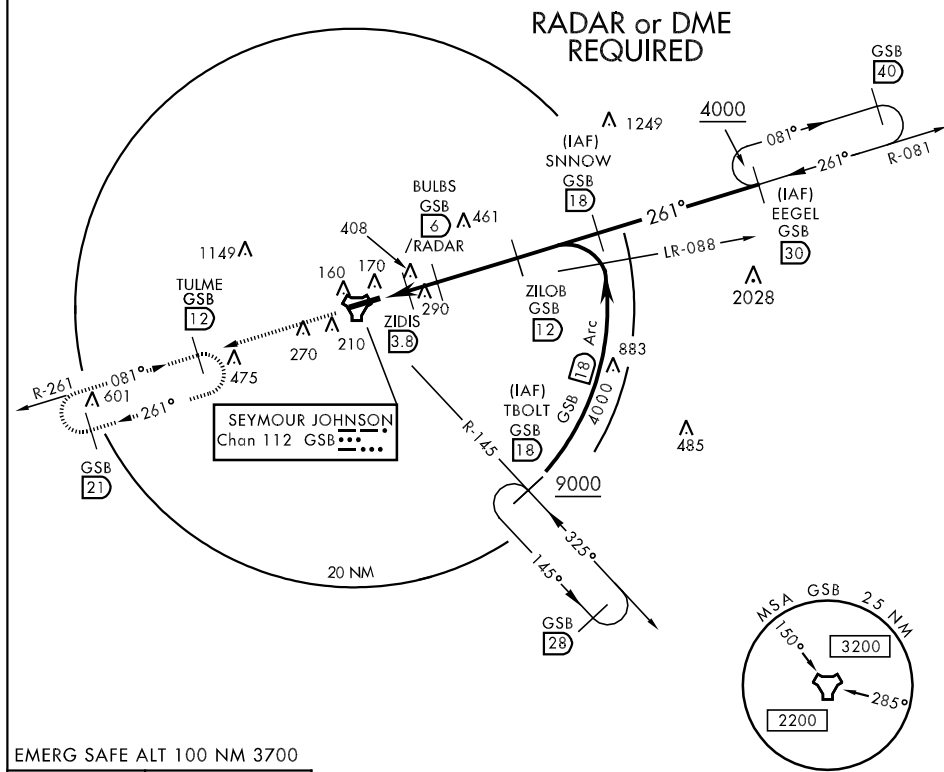 RADAR or DME
REQUIRED
GSB
40
4000
081°
261°
R-081
1249
(IAF)
SNNOW
GSB
18
261°
(IAF)
EEGEL
GSB
30
BULBS
GSB
6
/RADAR
461
408
LR-088
2028
1149
TULME
GSB
12
160
170
290
ZIDIS
3.8
ZILOB
GSB
12
270
210
475
R-261
081°
601
261°
GSB
21
SEYMOUR JOHNSON
Chan 112 GSB
R-145
(IAF)
TBOLT
GSB
18
GSB 18 Arc
4000
883
485
9000
325°
145°
GSB
28
20 NM
MSA GSB 25 NM
150°
3200
285°
2200
EMERG SAFE ALT 100 NM 3700